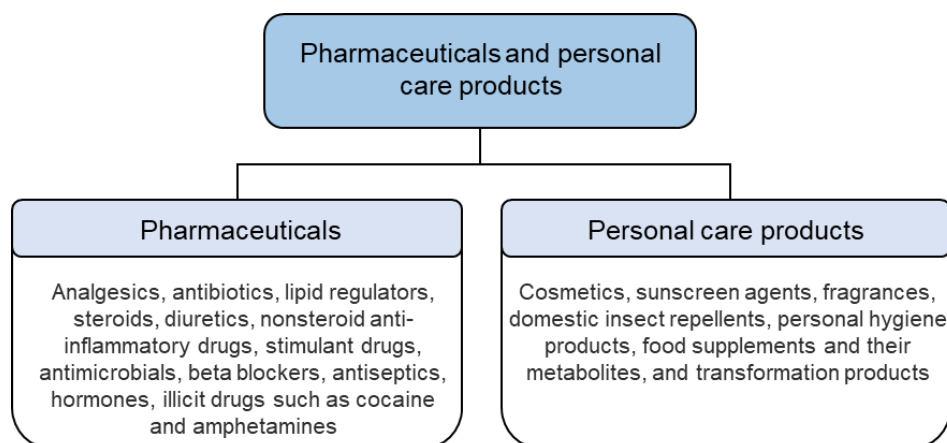 Pharmaceuticals and personal
care products
Pharmaceuticals
Analgesics, antibiotics, lipid regulators,
steroids, diuretics, nonsteroid anti-
inflammatory drugs, stimulant drugs,
antimicrobials, beta blockers, antiseptics,
hormones, illicit drugs such as cocaine
and amphetamines
Personal care products
Cosmetics, sunscreen agents, fragrances,
domestic insect repellents, personal hygiene
products, food supplements and their
metabolites, and transformation products